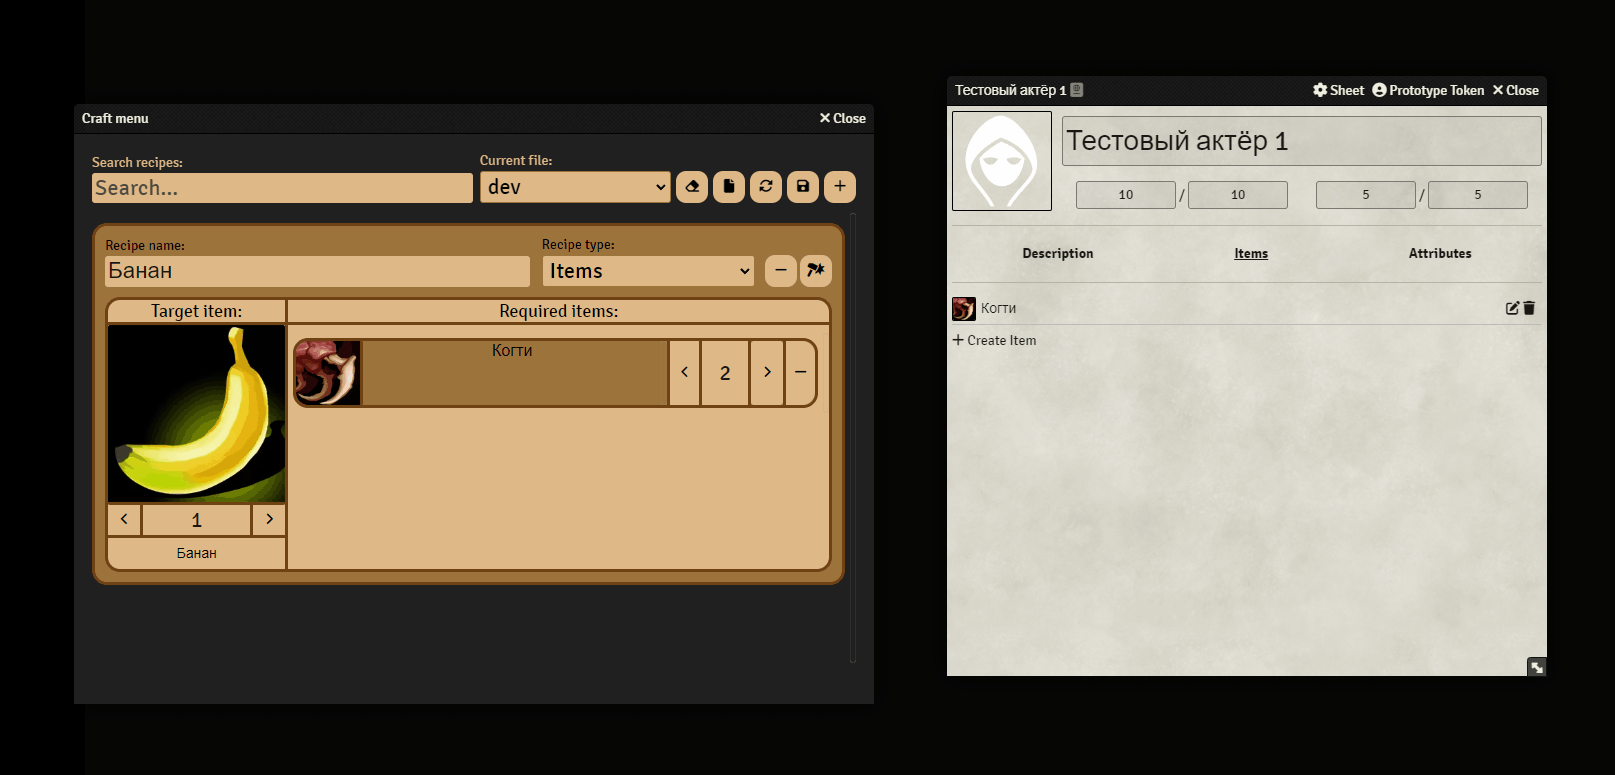 Craft menu
Close
Search recipes:
Current file:
Search...
dev
Recipe name:
Recipe type:
Банан
Items
Target item:
Required items:
Когти
2
1
Банан
Тестовый актёр 1
Sheet
Prototype Token
Close
Тестовый актёр 1
10 / 10
5 / 5
Description
Items
Attributes
Когти
Create Item